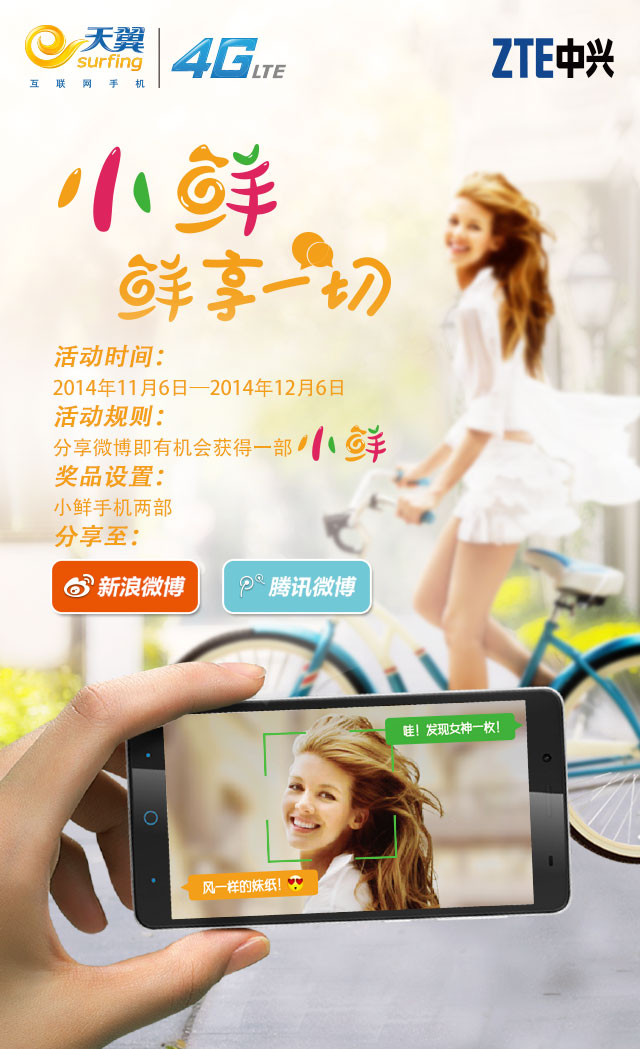 天翼
surfing
互联网手机
4G LTE
ZTE中兴
小鲜
鲜享一切
活动时间：
2014年11月6日—2014年12月6日
活动规则：
分享微博即有机会获得一部小鲜
奖品设置：
小鲜手机两部
分享至：
新浪微博
腾讯微博
哇！发现女神一枚！
风一样的妹纸！